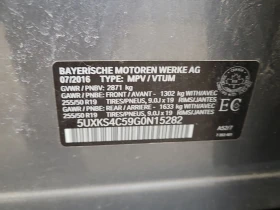 BAYERISCHE MOTOREN WERKE AG
07/2016 TYPE: MPV / VTUM
GVWR / PNBV: 2871 kg
GAWR / PNBE: FRONT / AVANT - 1302 kg WITH/AVEC
255/50 R19 TIRES/PNEUS, 9.0J x 19 RIMS/JANTES
GAWR / PNBE: REAR / ARRIERE - 1633 kg WITH/AVEC
255/50 R19 TIRES/PNEUS, 9.0J x 19 RIMS/JANTES
5UXKS4C59G0N15282
EC
A52/7